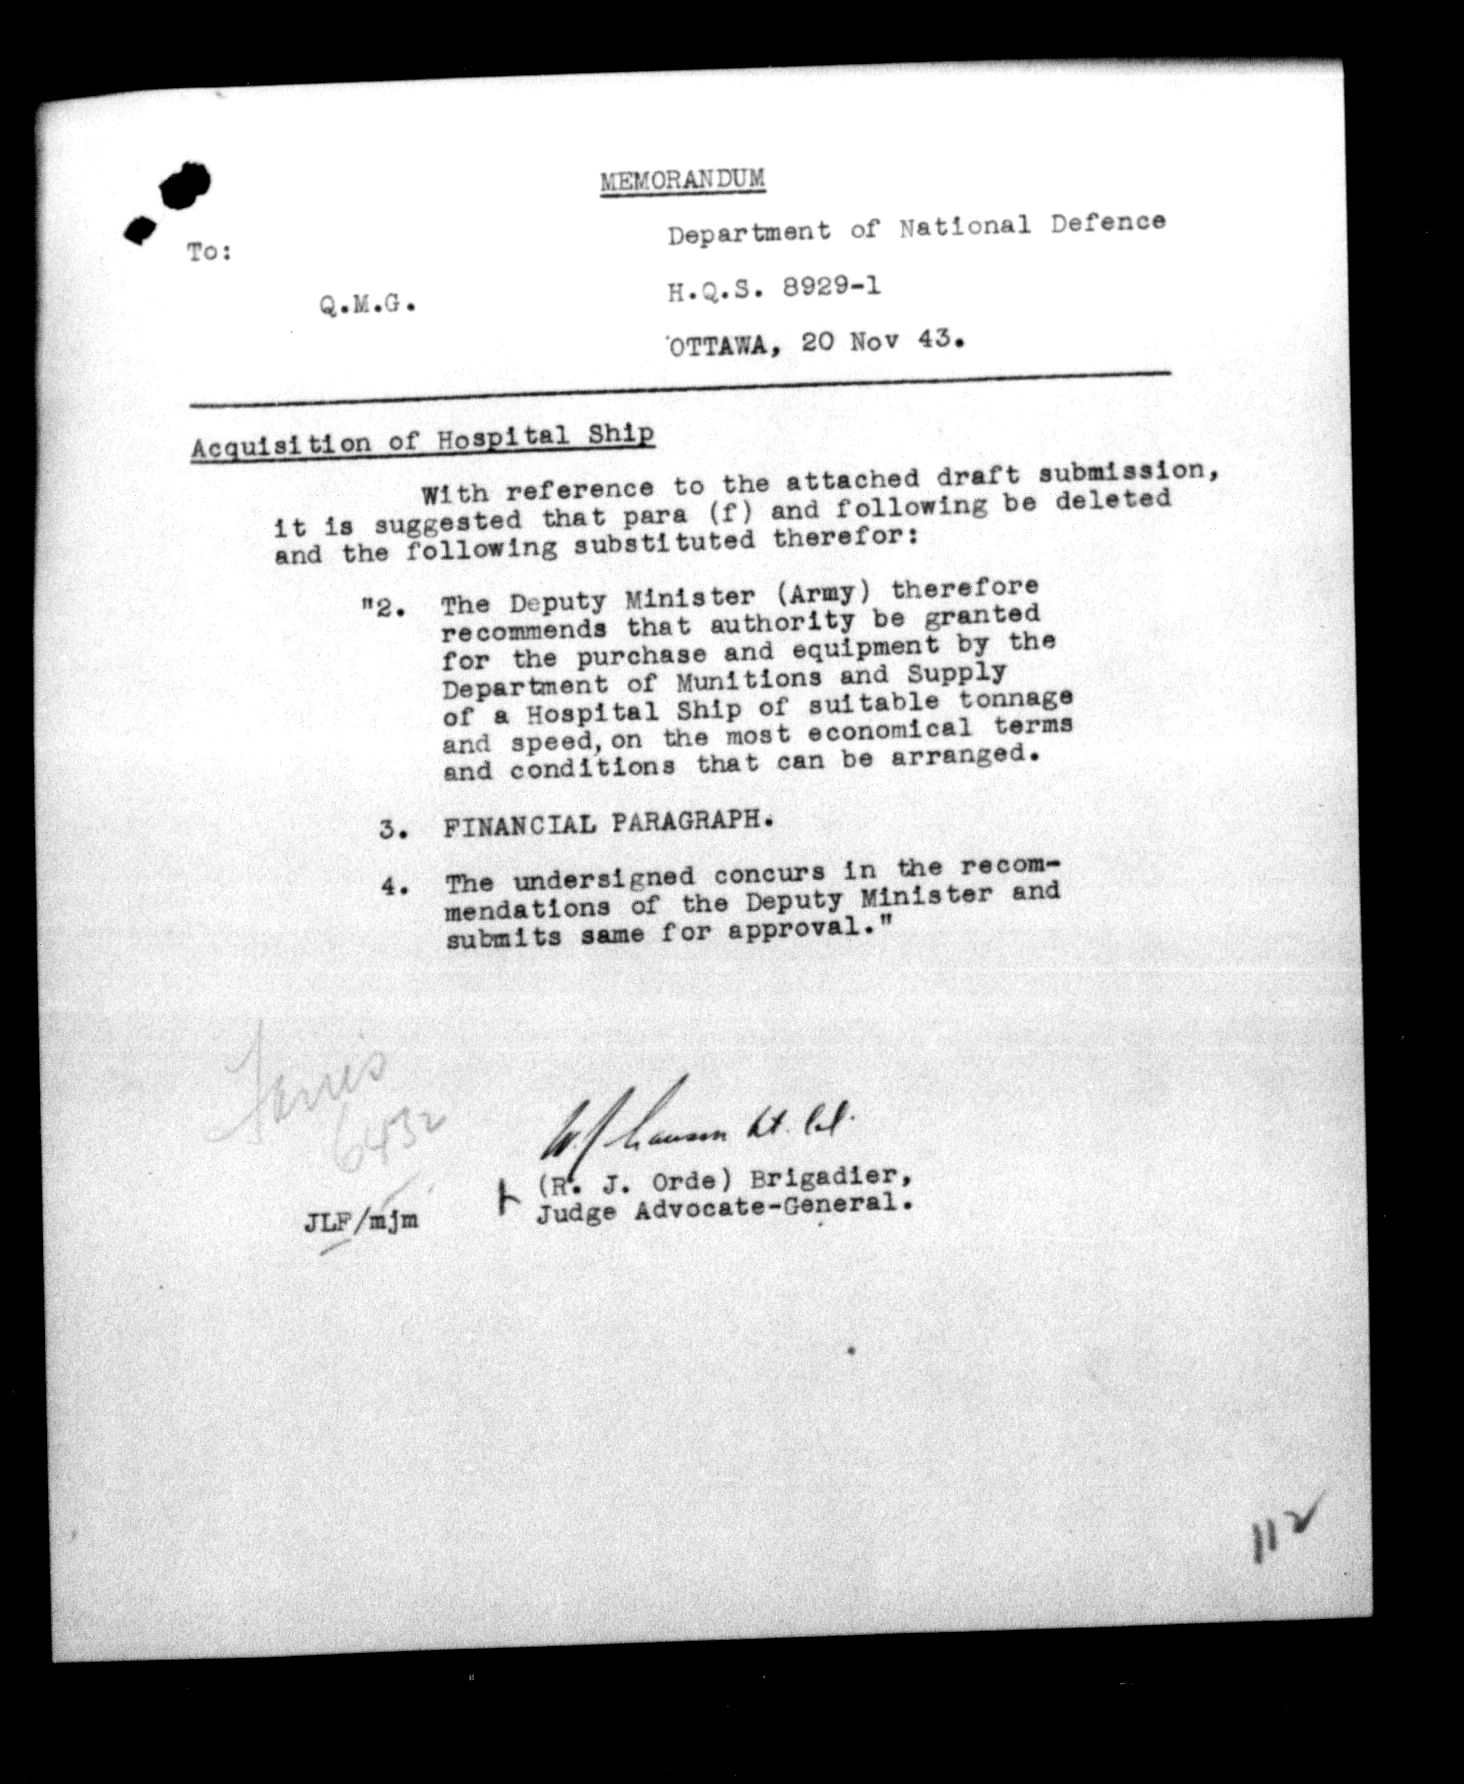 MEMORANDUM
To:
Department of National Defence
Q.M.G.
H.Q.S. 8929-1
OTTAWA, 20 Nov 43.
Acquisition of Hospital Ship
With reference to the attached draft submission,
it is suggested that para (f) and following be deleted
and the following substituted therefor:
"2. The Deputy Minister (Army) therefore
recommends that authority be granted
for the purchase and equipment by the
Department of Munitions and Supply
of a Hospital Ship of suitable tonnage
and speed, on the most economical terms
and conditions that can be arranged.
3. FINANCIAL PARAGRAPH.
4. The undersigned concurs in the recom-
mendations of the Deputy Minister and
submits same for approval."
6432
W.J. Lt. Col.
(R. J. Orde) Brigadier,
Judge Advocate-General.
JLF/mjm
112